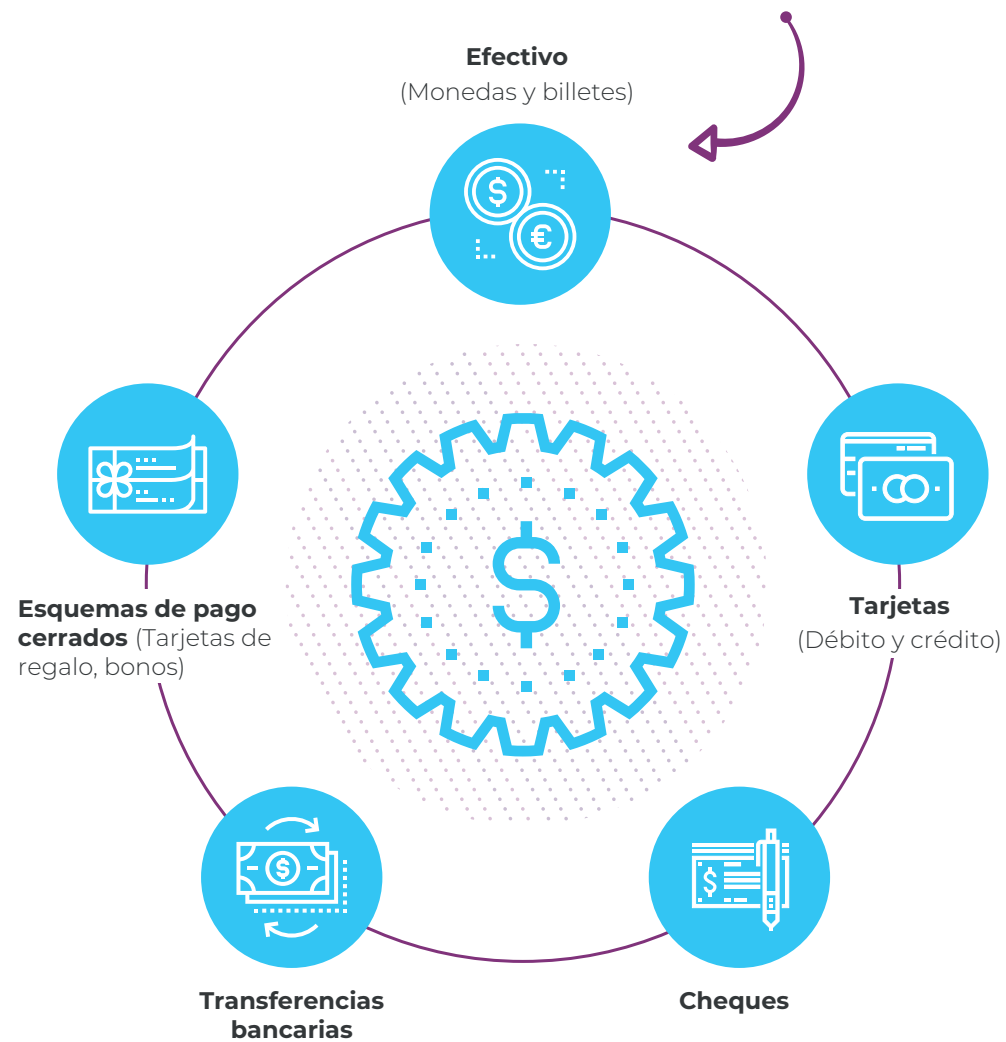 Efectivo
(Monedas y billetes)
$
€
$
Esquemas de pago
cerrados (Tarjetas de
regalo, bonos)
Tarjetas
(Débito y crédito)
$
$
Transferencias
bancarias
Cheques